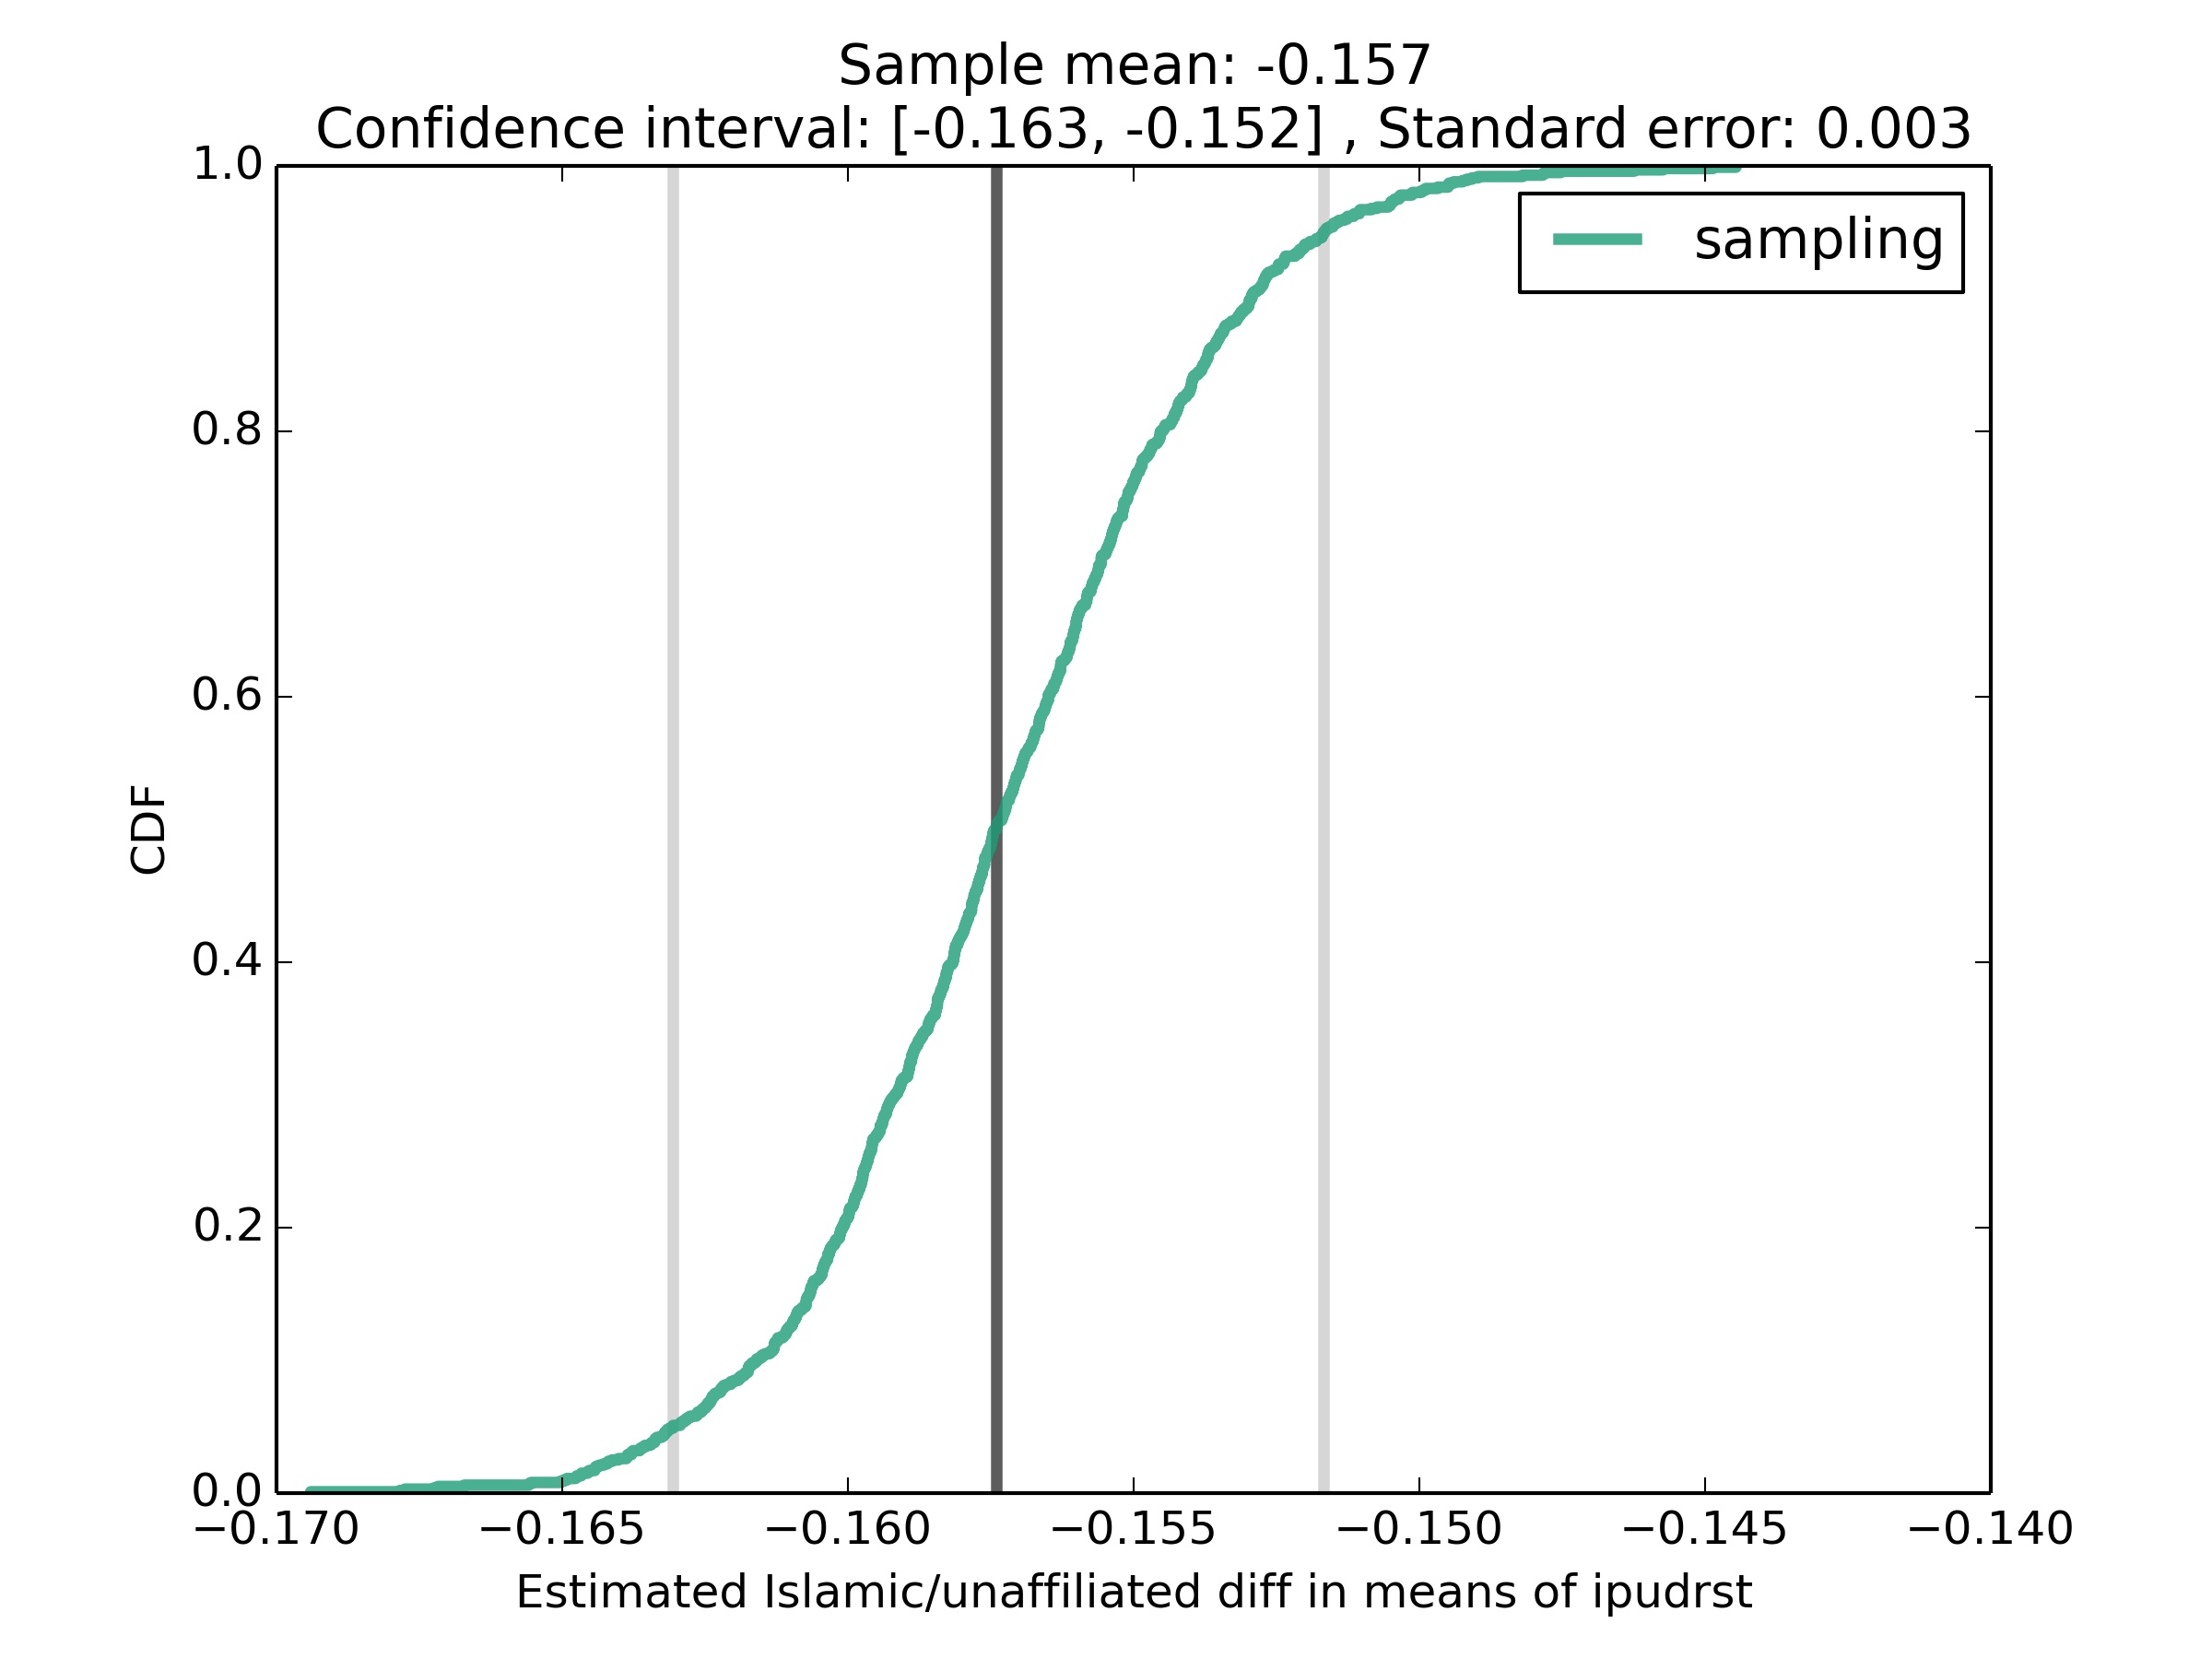 Sample mean: -0.157
Confidence interval: [-0.163, -0.152] , Standard error: 0.003
sampling
1.0
0.8
0.6
0.4
0.2
0.0
CDF
−0.170 −0.165 −0.160 −0.155 −0.150 −0.145 −0.140
Estimated Islamic/unaffiliated diff in means of ipudrst